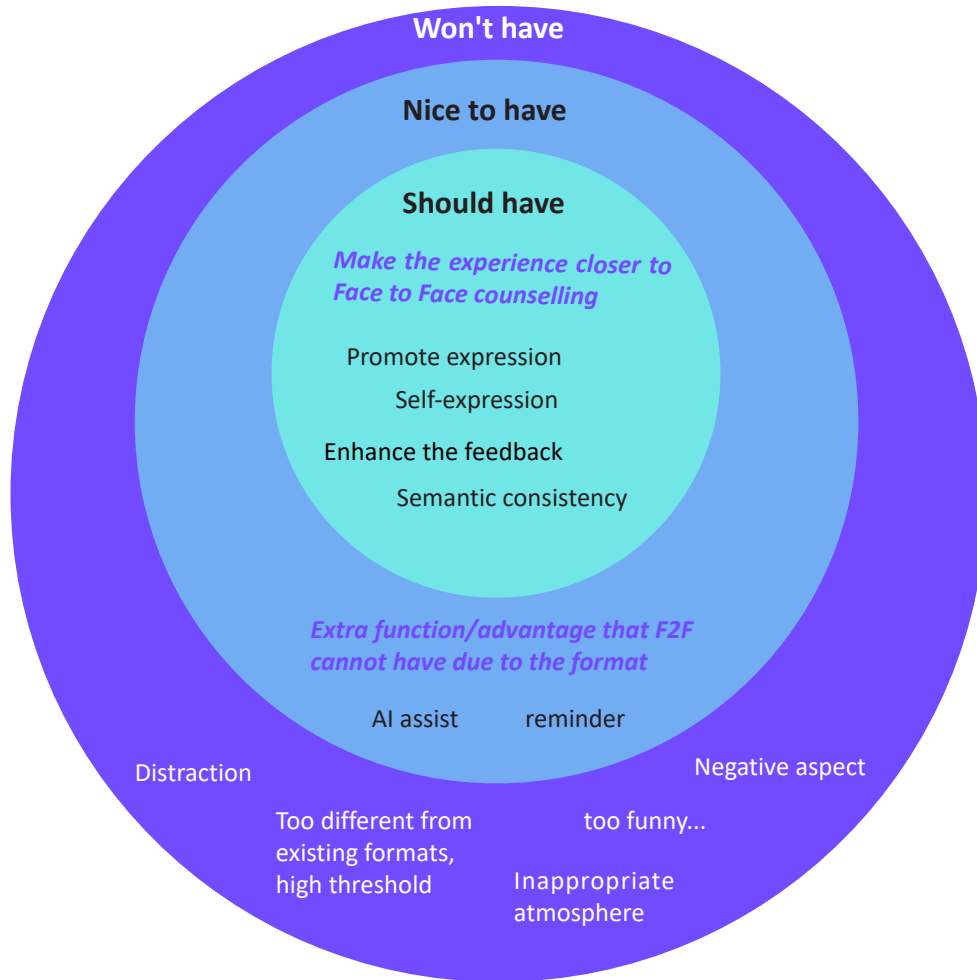 Won't have
Nice to have
Should have
Make the experience closer to
Face to Face counselling
Promote expression
Self-expression
Enhance the feedback
Semantic consistency
Extra function/advantage that F2F
cannot have due to the format
AI assist
reminder
Distraction
Negative aspect
Too different from
existing formats,
high threshold
too funny...
Inappropriate
atmosphere